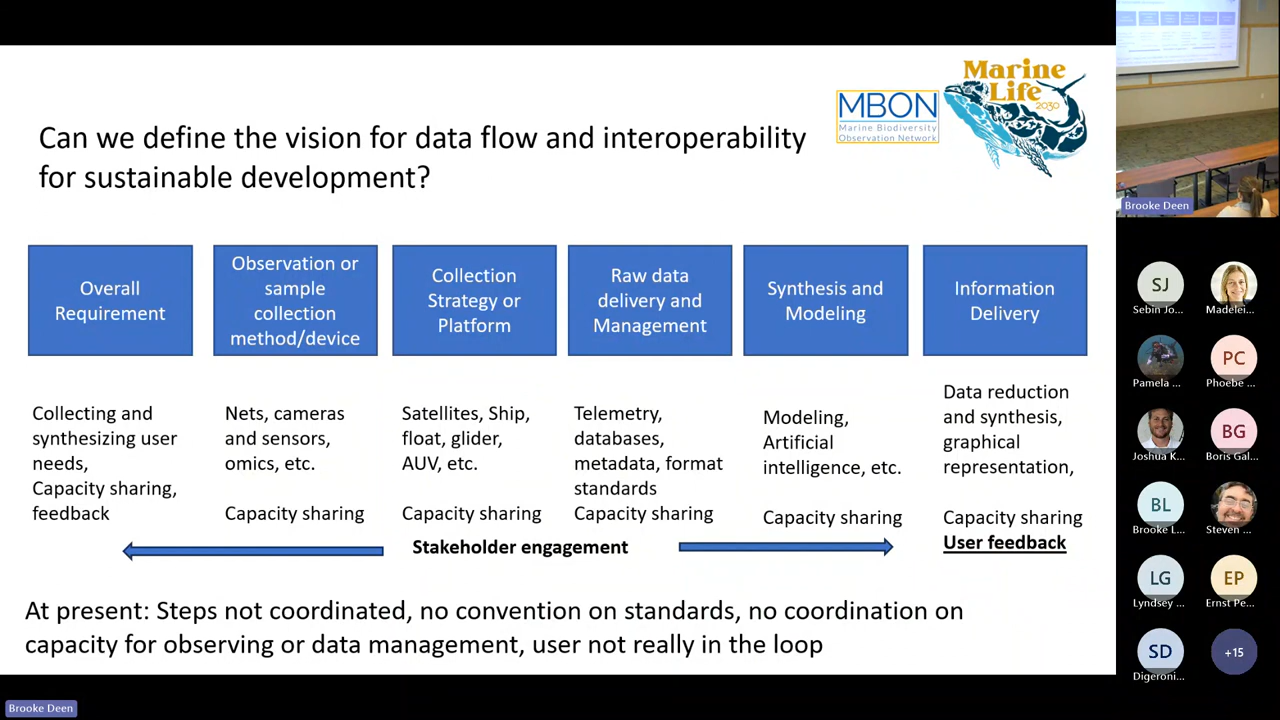 Can we define the vision for data flow and interoperability
for sustainable development?
MBON
Marine Biodiversity
Observation Network
Marine
Life
2030
Overall
Requirement
Observation or
sample
collection
method/device
Collection
Strategy or
Platform
Raw data
delivery and
Management
Synthesis and
Modeling
Information
Delivery
Collecting and
synthesizing user
needs,
Capacity sharing,
feedback
Nets, cameras
and sensors,
omics, etc.
Capacity sharing
Satellites, Ship,
float, glider,
AUV, etc.
Capacity sharing
Telemetry,
databases,
metadata, format
standards
Capacity sharing
Modeling,
Artificial
intelligence, etc.
Capacity sharing
Data reduction
and synthesis,
graphical
representation,
Capacity sharing
User feedback
Stakeholder engagement
At present: Steps not coordinated, no convention on standards, no coordination on
capacity for observing or data management, user not really in the loop
Brooke Deen
Brooke Deen
SJ
Sebin Jo...
Madelei...
Pamela ...
PC
Phoebe ...
Joshua K...
BG
Boris Gal...
BL
Brooke L...
Steven ...
LG
Lyndsey ...
EP
Ernst Pe...
SD
Digeroni...
+15